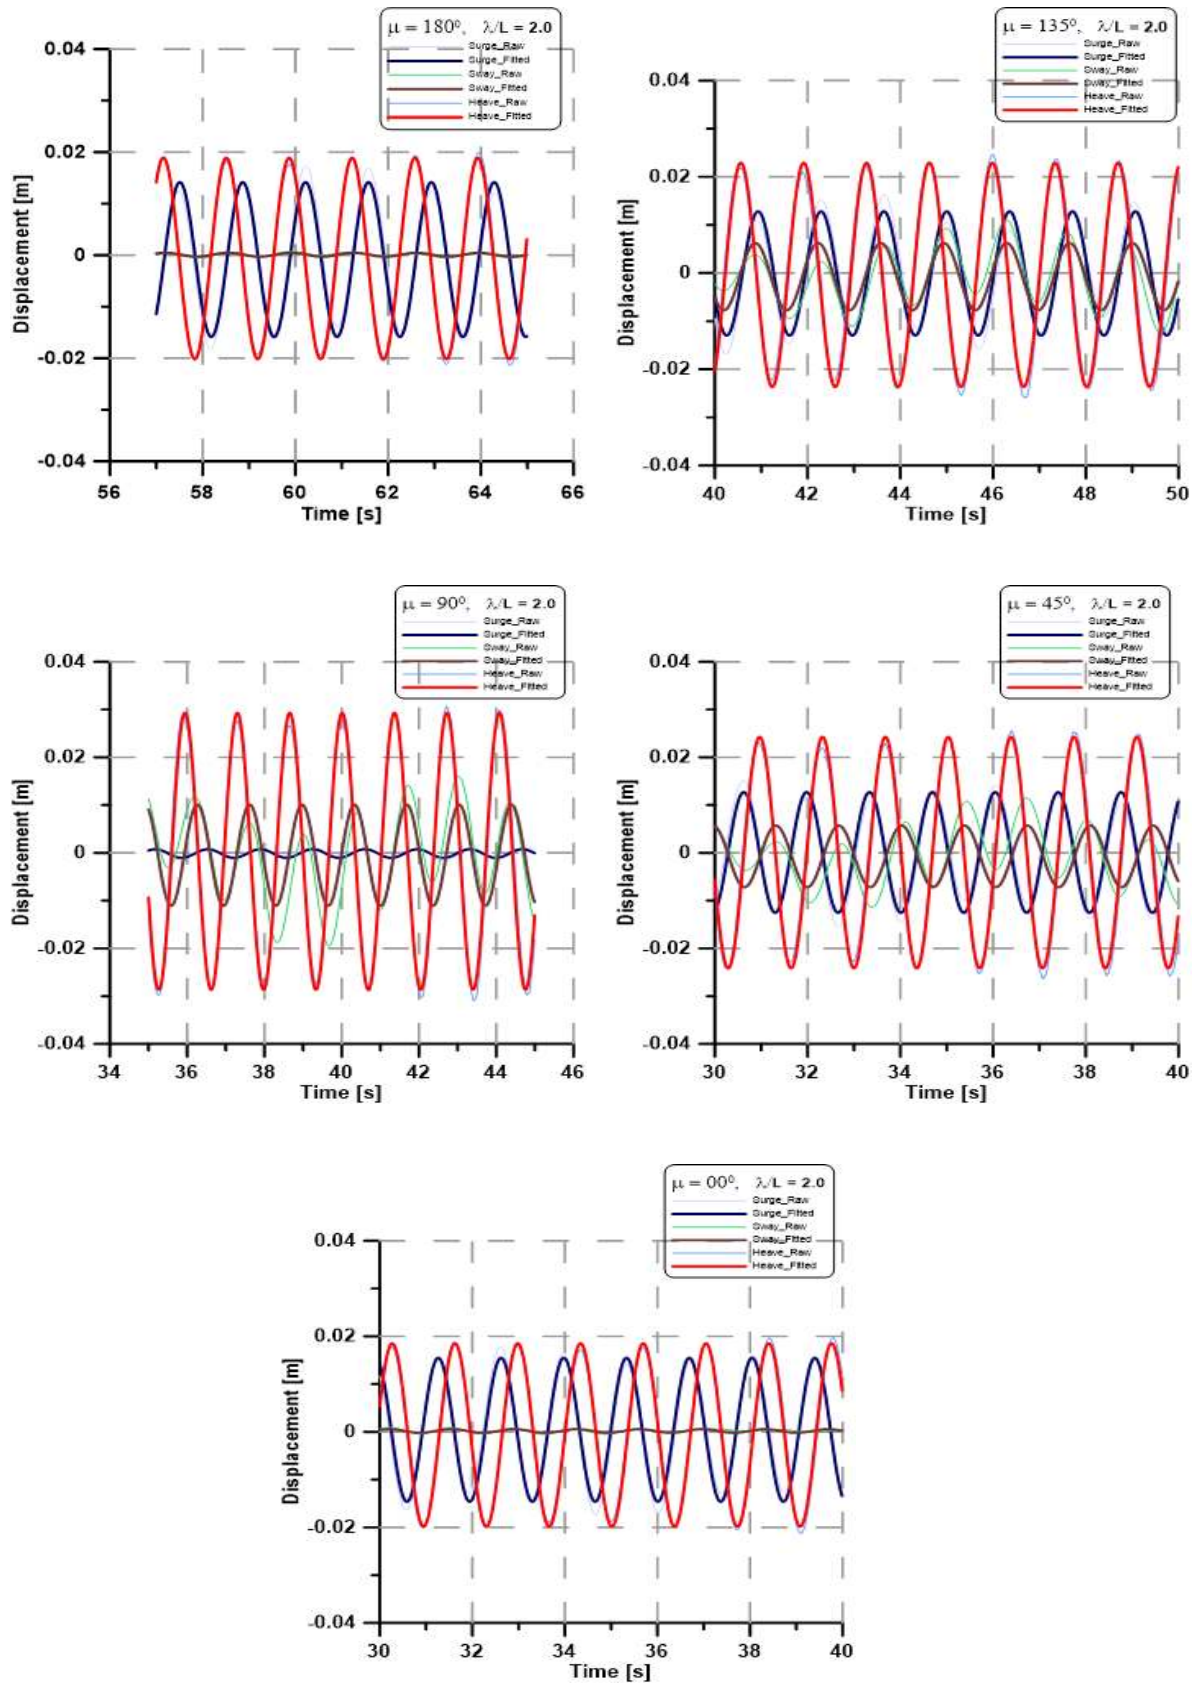 μ = 180⁰, λ/L = 2.0
Surge_Raw
Surge_Fitted
Sway_Raw
Sway_Fitted
Heave_Raw
Heave_Fitted
0.04
0.02
0
-0.02
-0.04
Displacement [m]
56 58 60 62 64 66
Time [s]
μ = 135⁰, λ/L = 2.0
Surge_Raw
Surge_Fitted
Sway_Raw
Sway_Fitted
Heave_Raw
Heave_Fitted
0.04
0.02
0
-0.02
-0.04
Displacement [m]
40 42 44 46 48 50
Time [s]
μ = 90⁰, λ/L = 2.0
Surge_Raw
Surge_Fitted
Sway_Raw
Sway_Fitted
Heave_Raw
Heave_Fitted
0.04
0.02
0
-0.02
-0.04
Displacement [m]
34 36 38 40 42 44 46
Time [s]
μ = 45⁰, λ/L = 2.0
Surge_Raw
Surge_Fitted
Sway_Raw
Sway_Fitted
Heave_Raw
Heave_Fitted
0.04
0.02
0
-0.02
-0.04
Displacement [m]
30 32 34 36 38 40
Time [s]
μ = 00⁰, λ/L = 2.0
Surge_Raw
Surge_Fitted
Sway_Raw
Sway_Fitted
Heave_Raw
Heave_Fitted
0.04
0.02
0
-0.02
-0.04
Displacement [m]
30 32 34 36 38 40
Time [s]